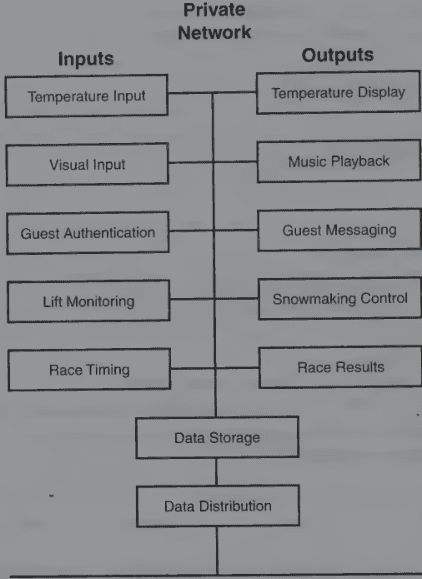 Private
Network
Inputs
Outputs
Temperature Input
Temperature Display
Visual Input
Music Playback
Guest Authentication
Guest Messaging
Lift Monitoring
Snowmaking Control
Race Timing
Race Results
Data Storage
Data Distribution